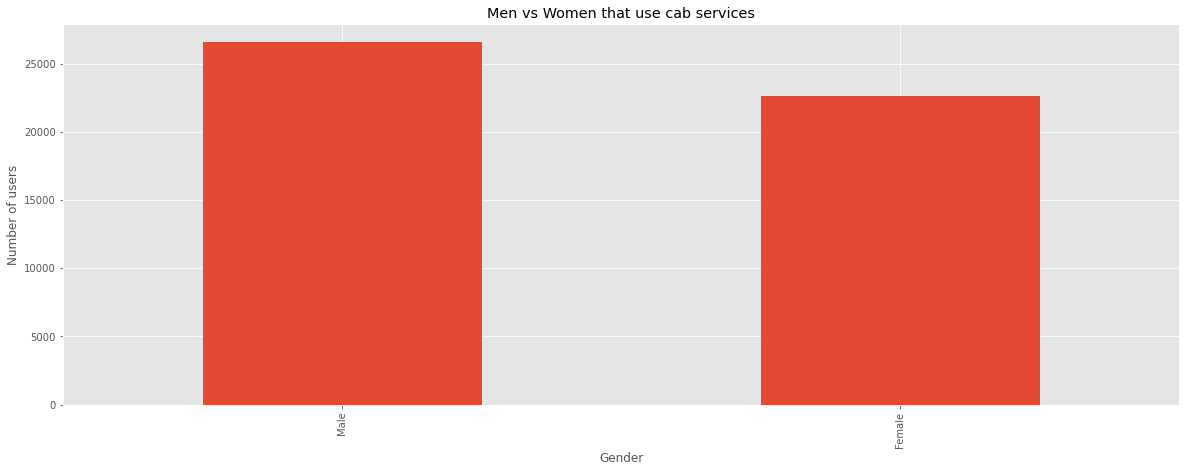 Men vs Women that use cab services
Number of users
25000
20000
15000
10000
5000
0
Male
Female
Gender